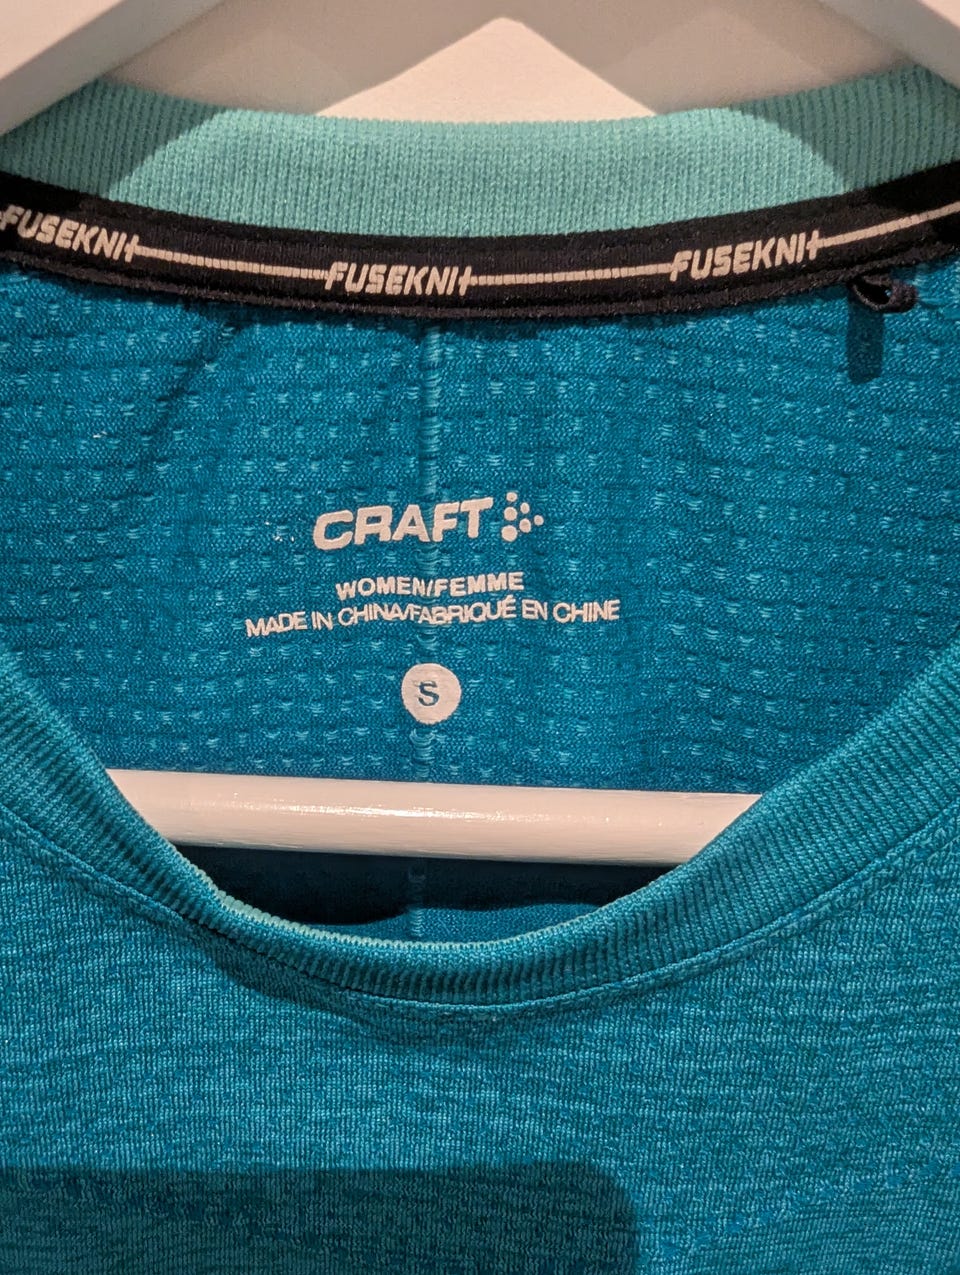 FUSEKNIT FUSEKNIT FUSEKNIT
CRAFT
WOMEN/FEMME
MADE IN CHINA/FABRIQUÉ EN CHINE
S